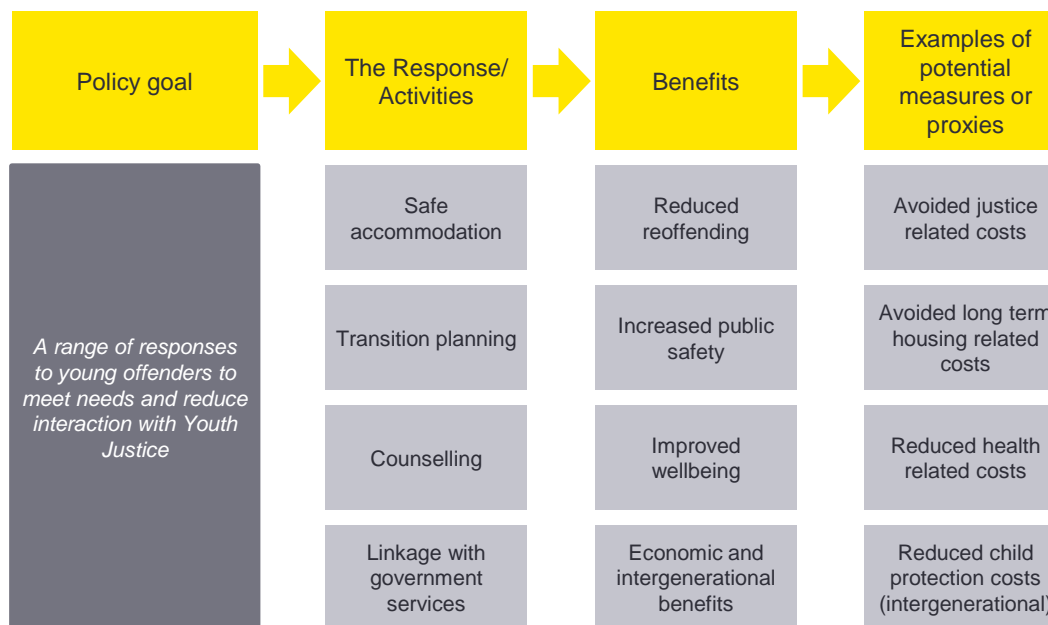 Policy goal
The Response/
Activities
Benefits
Examples of
potential
measures or
proxies
A range of responses
to young offenders to
meet needs and reduce
interaction with Youth
Justice
Safe
accommodation
Reduced
reoffending
Avoided justice
related costs
Transition planning
Increased public
safety
Avoided long term
housing related
costs
Counselling
Improved
wellbeing
Reduced health
related costs
Linkage with
government
services
Economic and
intergenerational
benefits
Reduced child
protection costs
(intergenerational)